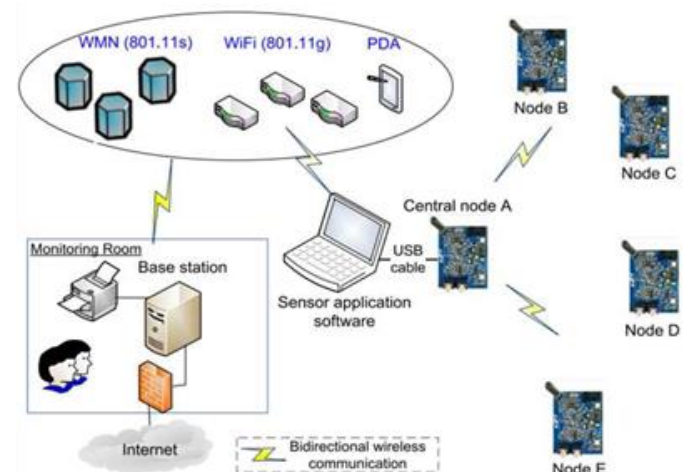 WMN (801.11s) WiFi (801.11g) PDA
Node B
Node C
Central node A
Monitoring Room
Base station
USB
cable
Sensor application
software
Node D
Internet
Bidirectional wireless
communication
Node E